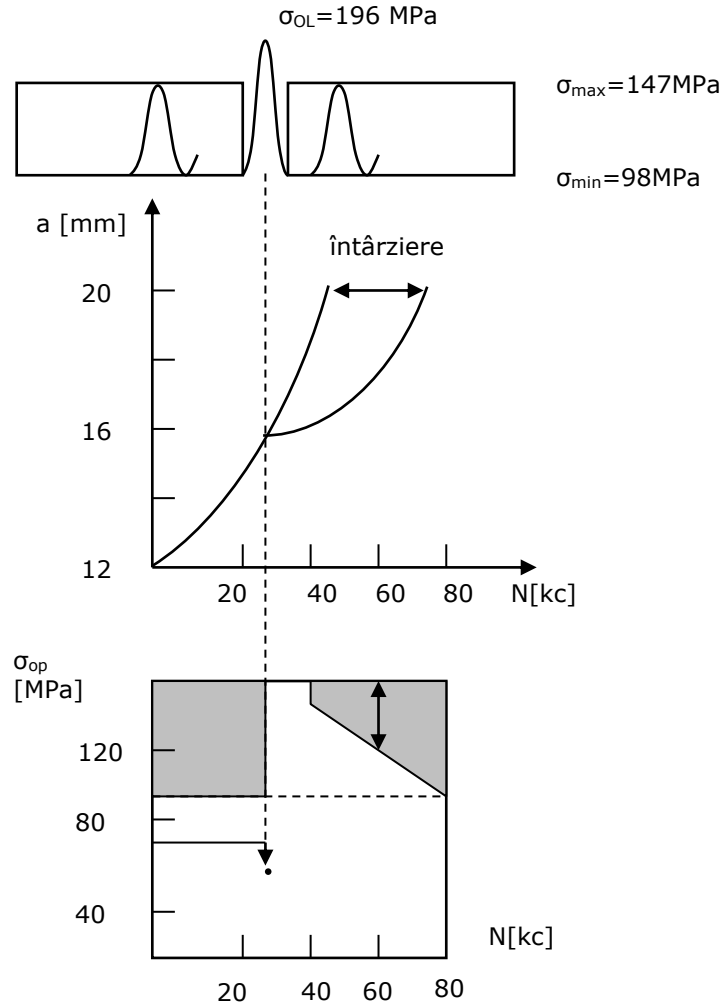 σOL=196 MPa
σmax=147MPa
σmin=98MPa
a [mm]
întârziere
20
16
12
20 40 60 80 N[kc]
σop
[MPa]
120
80
40
N[kc]
20 40 60 80